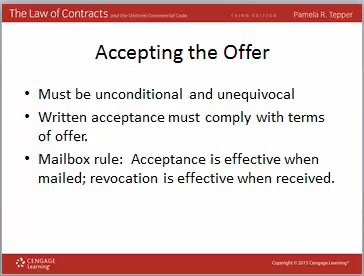 The Law of Contracts and the Uniform Commercial Code THIRD EDITION Pamela R. Tepper
Accepting the Offer
• Must be unconditional and unequivocal
• Written acceptance must comply with terms
of offer.
• Mailbox rule: Acceptance is effective when
mailed; revocation is effective when received.
CENGAGE
Learning™
Copyright © 2015 Cengage Learning®